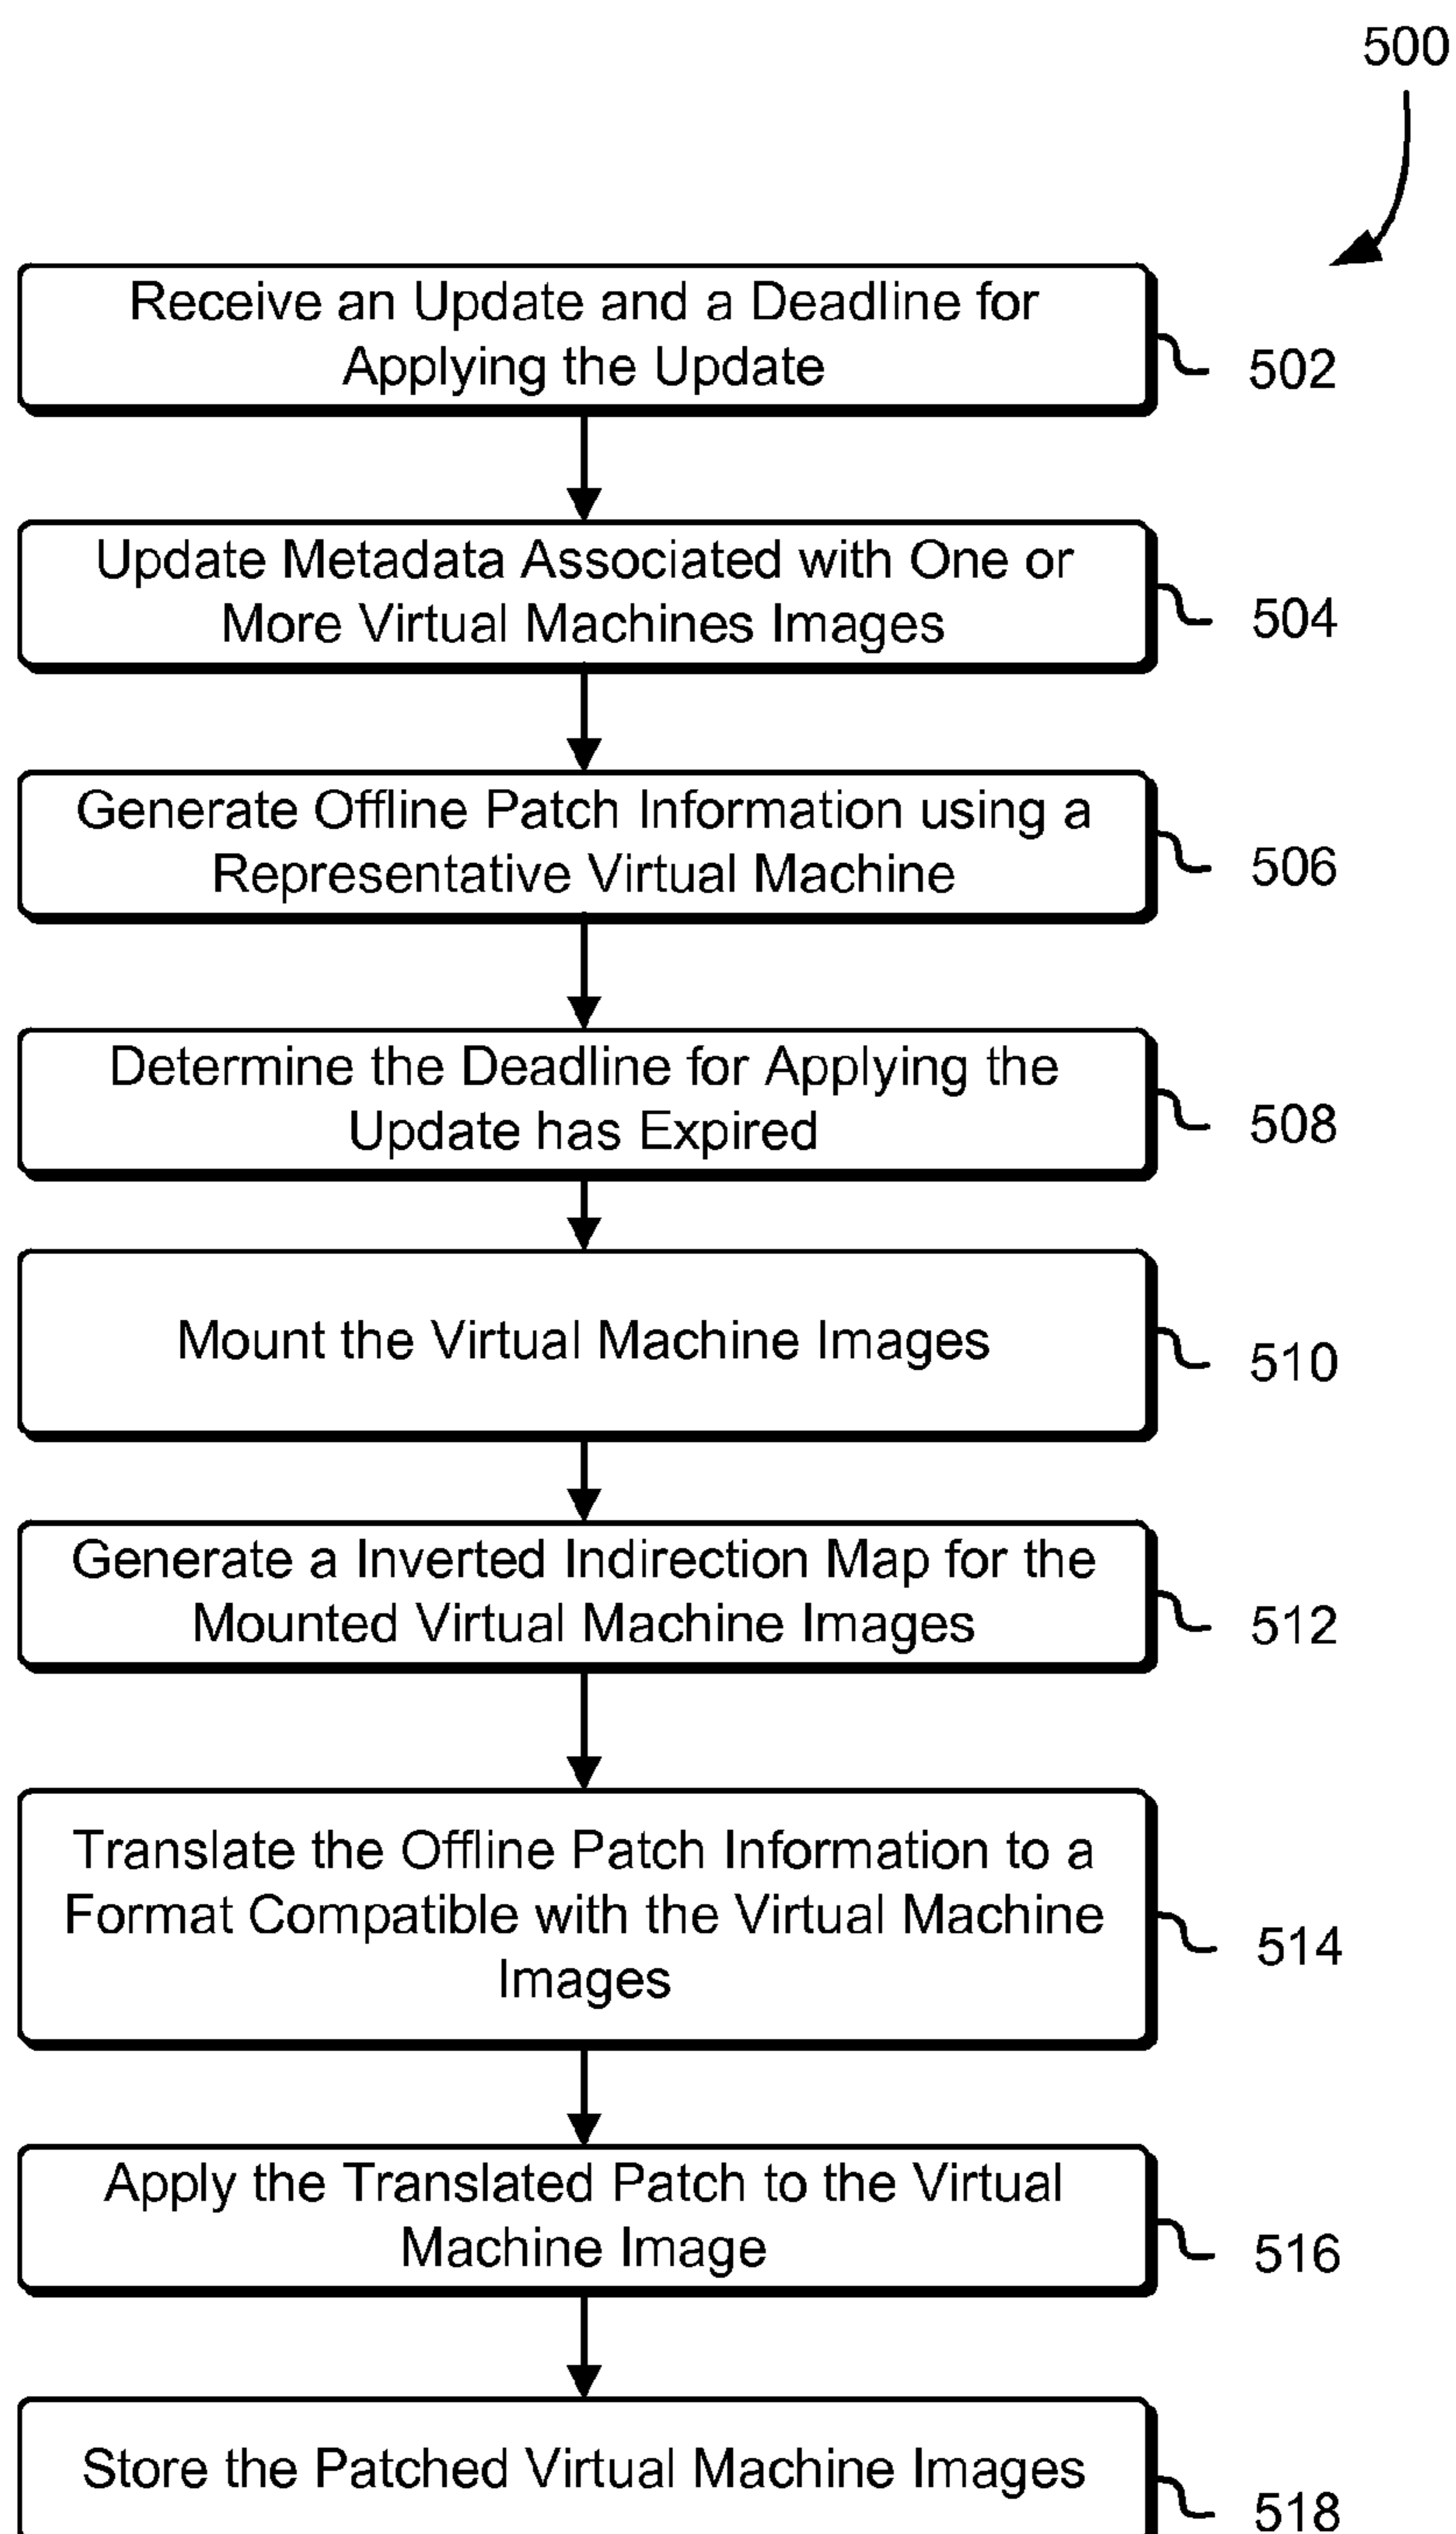 500
Receive an Update and a Deadline for
Applying the Update
502
Update Metadata Associated with One or
More Virtual Machines Images
504
Generate Offline Patch Information using a
Representative Virtual Machine
506
Determine the Deadline for Applying the
Update has Expired
508
Mount the Virtual Machine Images
510
Generate a Inverted Indirection Map for the
Mounted Virtual Machine Images
512
Translate the Offline Patch Information to a
Format Compatible with the Virtual Machine
Images
514
Apply the Translated Patch to the Virtual
Machine Image
516
Store the Patched Virtual Machine Images
518